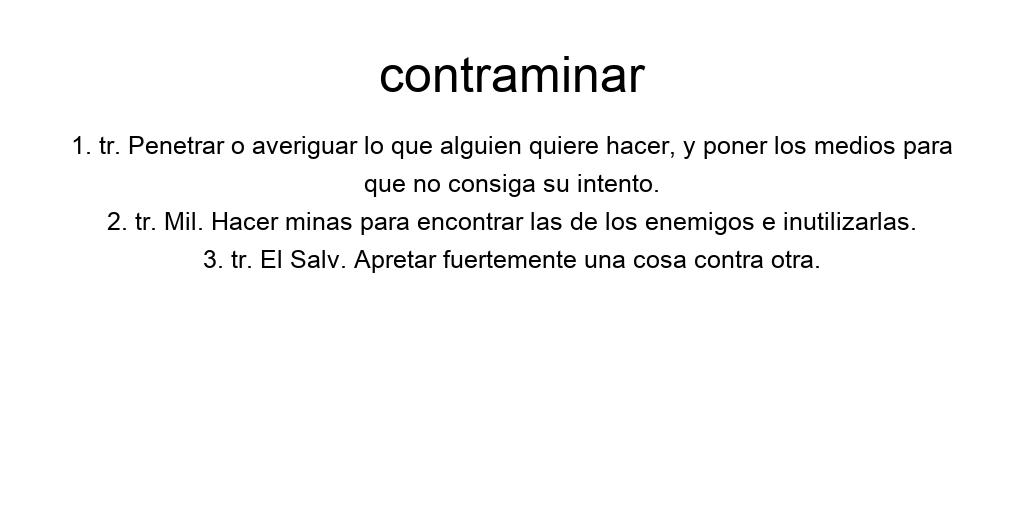 contraminar
1. tr. Penetrar o averiguar lo que alguien quiere hacer, y poner los medios para
que no consiga su intento.
2. tr. Mil. Hacer minas para encontrar las de los enemigos e inutilizarlas.
3. tr. El Salv. Apretar fuertemente una cosa contra otra.